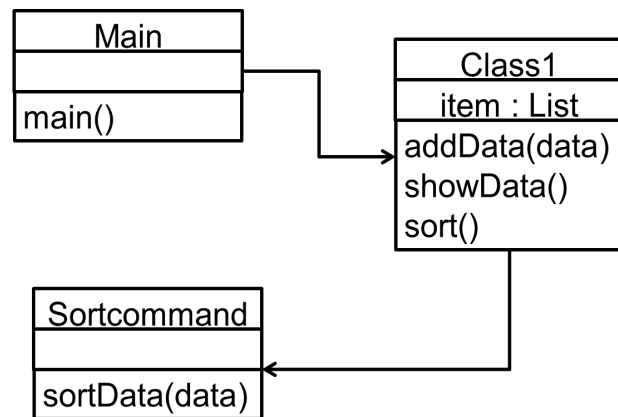 Main
main()
Class1
item : List
addData(data)
showData()
sort()
Sortcommand
sortData(data)